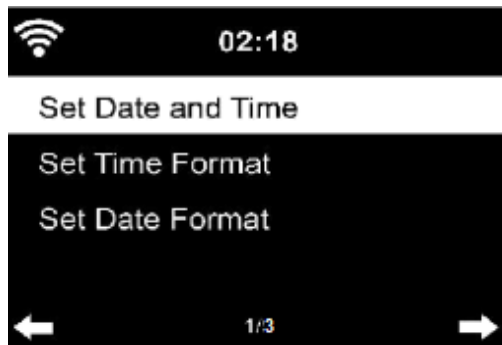 02:18
Set Date and Time
Set Time Format
Set Date Format
1/3